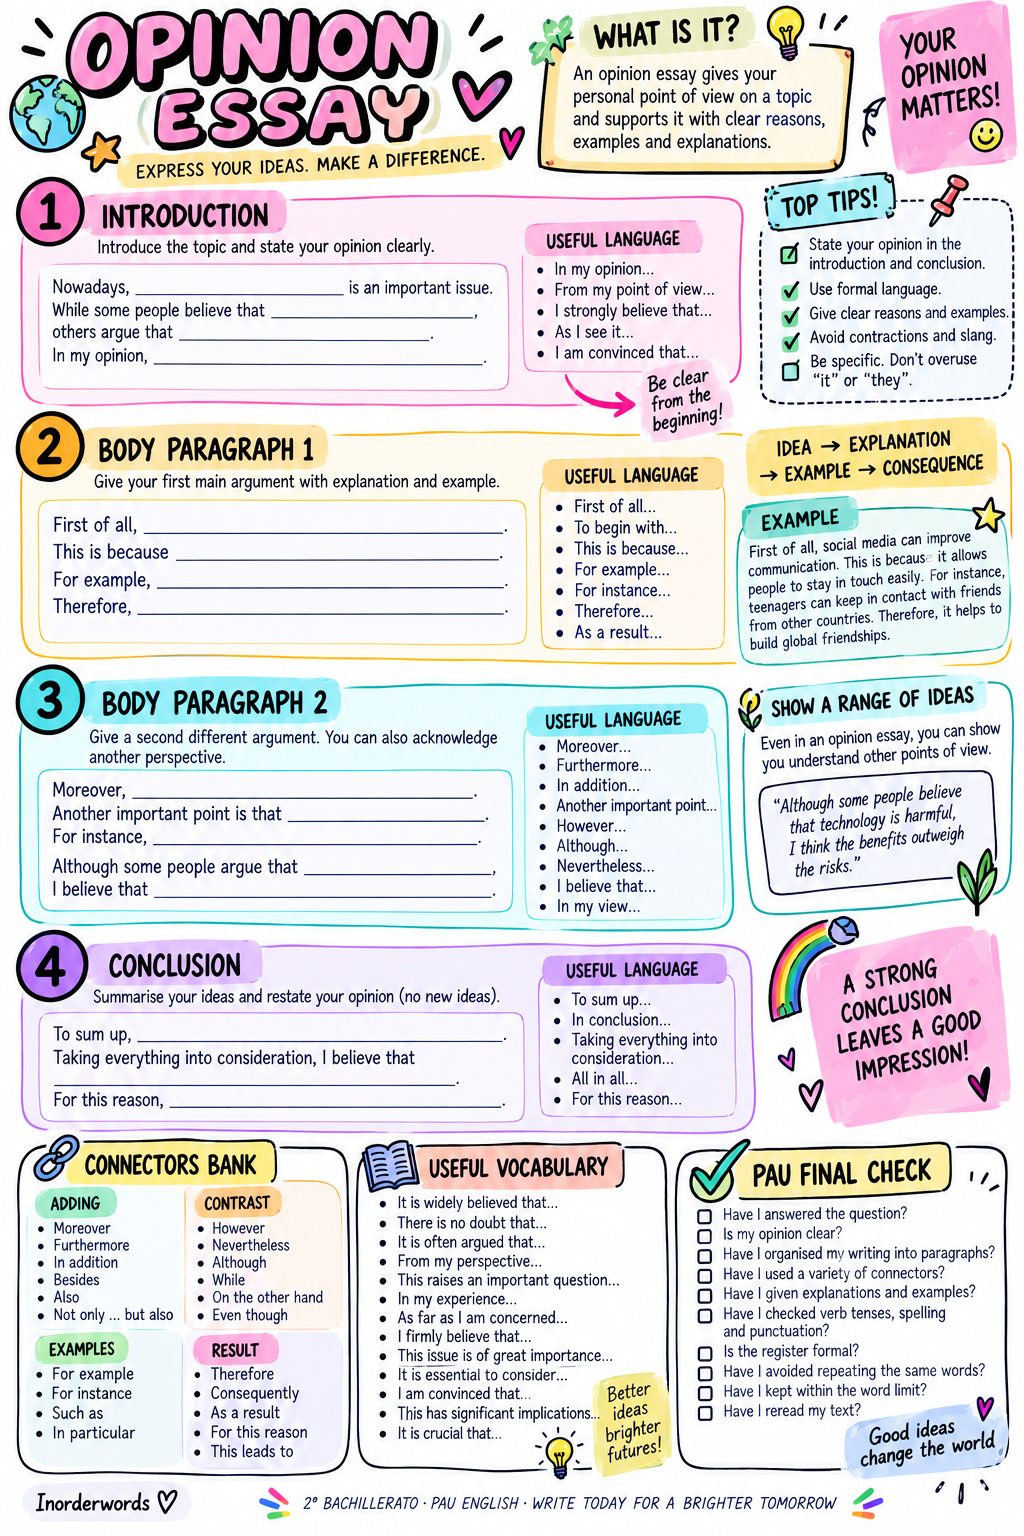 OPINION
ESSAY
EXPRESS YOUR IDEAS. MAKE A DIFFERENCE.
WHAT IS IT?
An opinion essay gives your
personal point of view on a topic
and supports it with clear reasons,
examples and explanations.
YOUR
OPINION
MATTERS!
1 INTRODUCTION
Introduce the topic and state your opinion clearly.
Nowadays, ____________________ is an important issue.
While some people believe that ____________________,
others argue that ____________________.
In my opinion, ____________________.
USEFUL LANGUAGE
• In my opinion...
• From my point of view...
• I strongly believe that...
• As I see it...
• I am convinced that...
Be clear
from the
beginning!
TOP TIPS!
State your opinion in the
introduction and conclusion.
Use formal language.
Give clear reasons and examples.
Avoid contractions and slang.
Be specific. Don't overuse
"it" or "they".
2 BODY PARAGRAPH 1
Give your first main argument with explanation and example.
First of all, ____________________.
This is because ____________________.
For example, ____________________.
Therefore, ____________________.
USEFUL LANGUAGE
• First of all...
• To begin with...
• This is because...
• For example...
• For instance...
• Therefore...
• As a result...
IDEA → EXPLANATION
→ EXAMPLE → CONSEQUENCE
EXAMPLE
First of all, social media can improve
communication. This is because it allows
people to stay in touch easily. For instance,
teenagers can keep in contact with friends
from other countries. Therefore, it helps to
build global friendships.
3 BODY PARAGRAPH 2
Give a second different argument. You can also acknowledge
another perspective.
Moreover, ____________________.
Another important point is that ____________________.
For instance, ____________________.
Although some people argue that ____________________,
I believe that ____________________.
USEFUL LANGUAGE
• Moreover...
• Furthermore...
• In addition...
• Another important point...
• However...
• Although...
• Nevertheless...
• I believe that...
• In my view...
SHOW A RANGE OF IDEAS
Even in an opinion essay, you can show
you understand other points of view.
"Although some people believe
that technology is harmful,
I think the benefits outweigh
the risks."
4 CONCLUSION
Summarise your ideas and restate your opinion (no new ideas).
To sum up, ____________________.
Taking everything into consideration, I believe that
____________________.
For this reason, ____________________.
USEFUL LANGUAGE
• To sum up...
• In conclusion...
• Taking everything into
consideration...
• All in all...
• For this reason...
A STRONG
CONCLUSION
LEAVES A GOOD
IMPRESSION!
CONNECTORS BANK
ADDING
• Moreover
• Furthermore
• In addition
• Besides
• Also
• Not only ... but also
CONTRAST
• However
• Nevertheless
• Although
• While
• On the other hand
• Even though
EXAMPLES
• For example
• For instance
• Such as
• In particular
RESULT
• Therefore
• Consequently
• As a result
• For this reason
• This leads to
USEFUL VOCABULARY
• It is widely believed that...
• There is no doubt that...
• It is often argued that...
• From my perspective...
• This raises an important question...
• In my experience...
• As far as I am concerned...
• I firmly believe that...
• This issue is of great importance...
• It is essential to consider...
• I am convinced that...
• This has significant implications...
• It is crucial that...
Better
ideas
brighter
futures!
PAU FINAL CHECK
Have I answered the question?
Is my opinion clear?
Have I organised my writing into paragraphs?
Have I used a variety of connectors?
Have I given explanations and examples?
Have I checked verb tenses, spelling
and punctuation?
Is the register formal?
Have I avoided repeating the same words?
Have I kept within the word limit?
Have I reread my text?
Good ideas
change the world
Inorderwords
2º BACHILLERATO · PAU ENGLISH · WRITE TODAY FOR A BRIGHTER TOMORROW